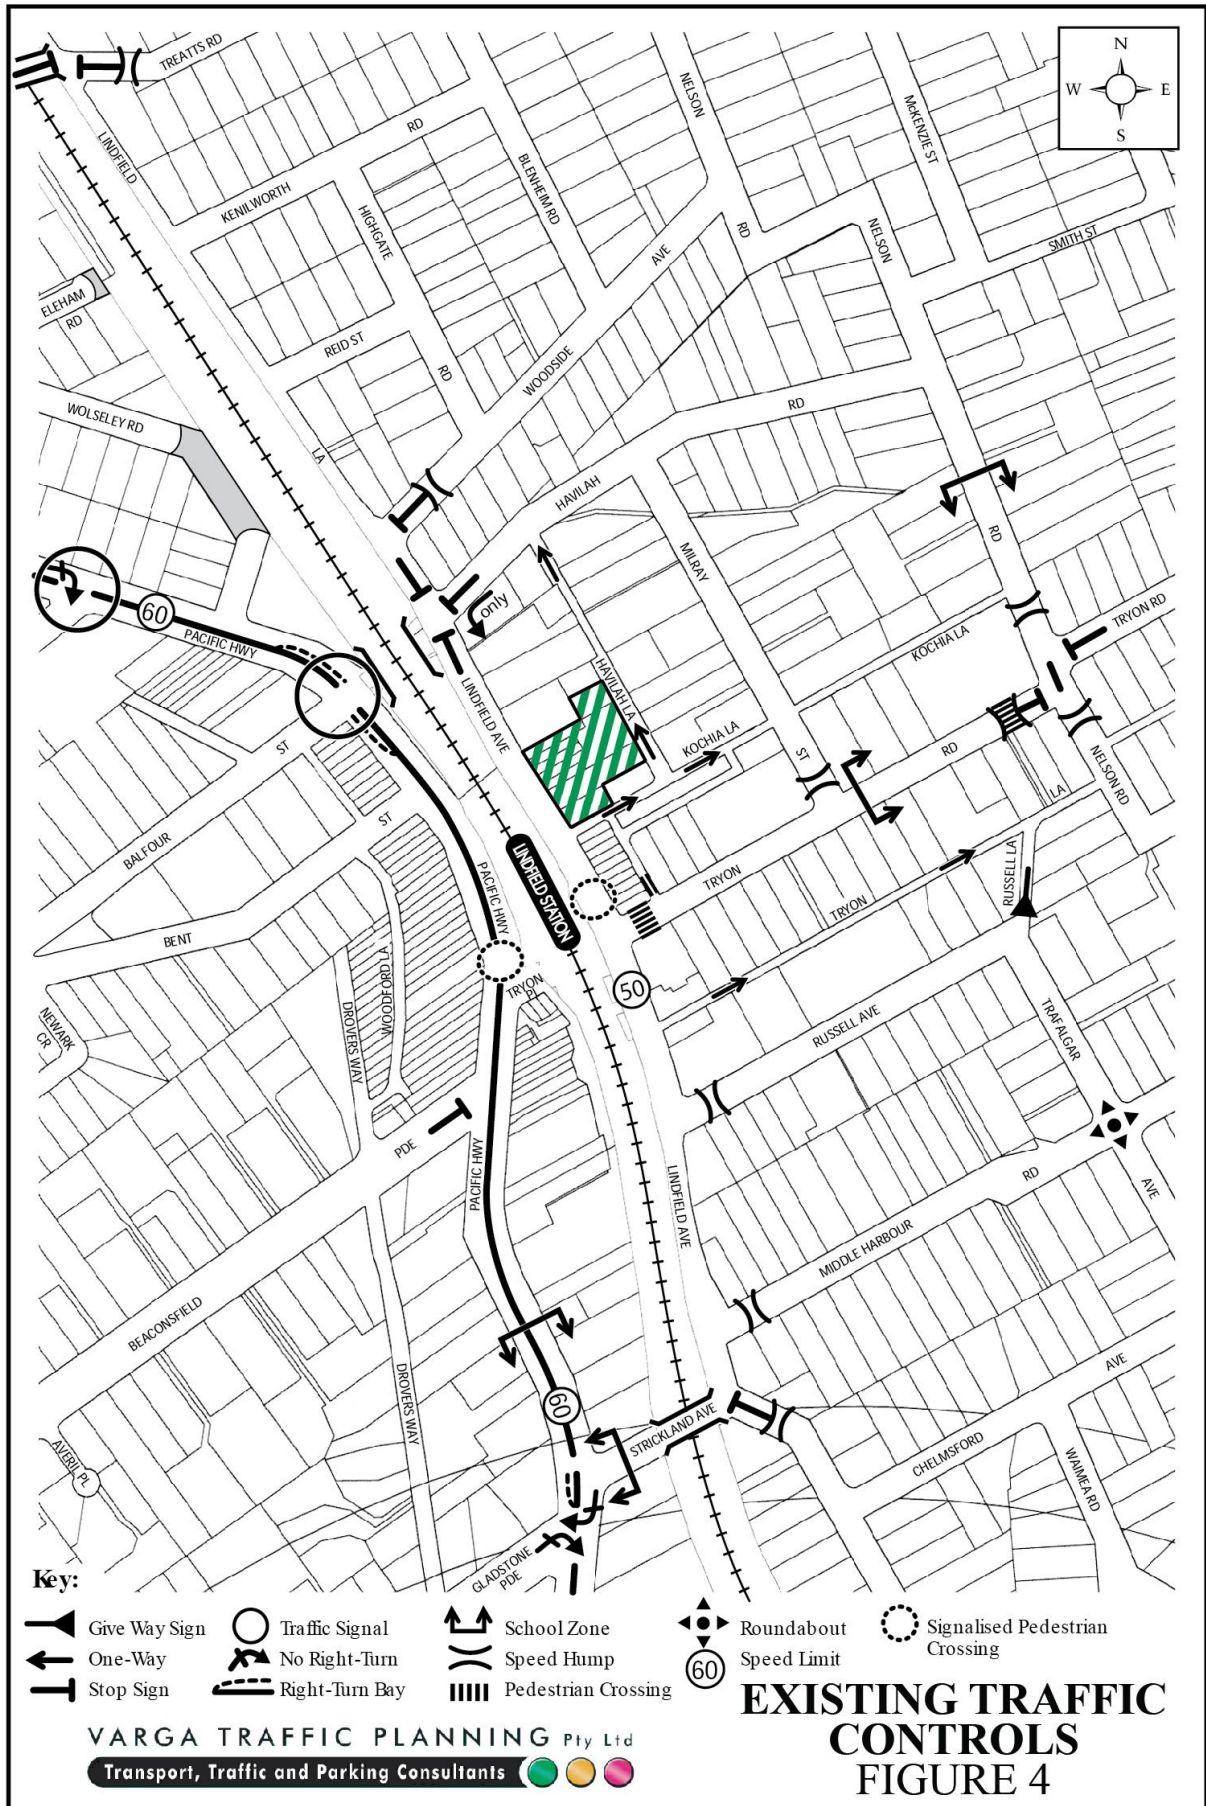 TREATTS RD
N
W E
S
LINDFIELD
NELSON
McKENZIE ST
RD
KENILWORTH
HIGHGATE
BLENHEIM RD
AVE
RD
NELSON
SMITH ST
ELEHAM
RD
REID ST
RD
WOODSIDE
WOLSELEY RD
RD
LA
HAVILAH
MILRAY
RD
60
only
TRYON RD
PACIFIC HWY
KOCHIA LA
HAVILAH LA
LINDFIELD AVE
KOCHIA LA
ST
ST
RD
NELSON RD
LA
BALFOUR
ST
PACIFIC HWY
LINDFIELD STATION
TRYON
RUSSELL LA
TRYON
BENT
WOODFORD LA
TRYON
PL
50
NEWARK
CR
DROVERS WAY
RUSSELL AVE
TRAFALGAR
PDE
PACIFIC HWY
LINDFIELD AVE
RD
AVE
MIDDLE HARBOUR
BEACONSFIELD
DROVERS WAY
AVE
60
STRICKLAND AVE
AVERIL PL
CHELMSFORD
WAIMEA RD
GLADSTONE
PDE
Key:
Give Way Sign
Traffic Signal
School Zone
Roundabout
Signalised Pedestrian
Crossing
One-Way
No Right-Turn
Speed Hump
60
Speed Limit
Stop Sign
Right-Turn Bay
Pedestrian Crossing
EXISTING TRAFFIC
CONTROLS
FIGURE 4
VARGA TRAFFIC PLANNING Pty Ltd
Transport, Traffic and Parking Consultants